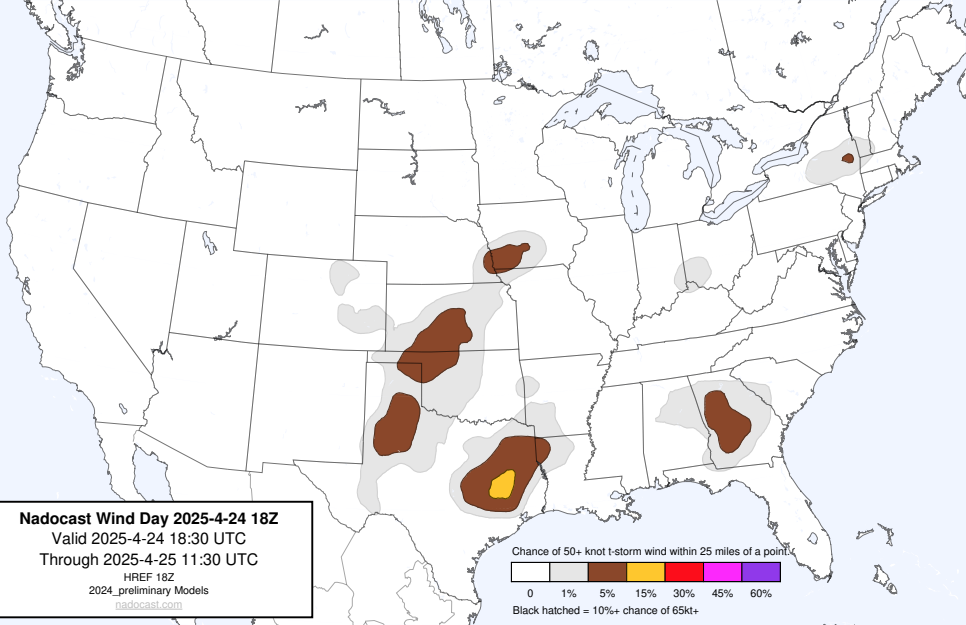 Nadocast Wind Day 2025-4-24 18Z
Valid 2025-4-24 18:30 UTC
Through 2025-4-25 11:30 UTC
HREF 18Z
2024_preliminary Models
nadocast.com
Chance of 50+ knot t-storm wind within 25 miles of a point.
0 1% 5% 15% 30% 45% 60%
Black hatched = 10%+ chance of 65kt+